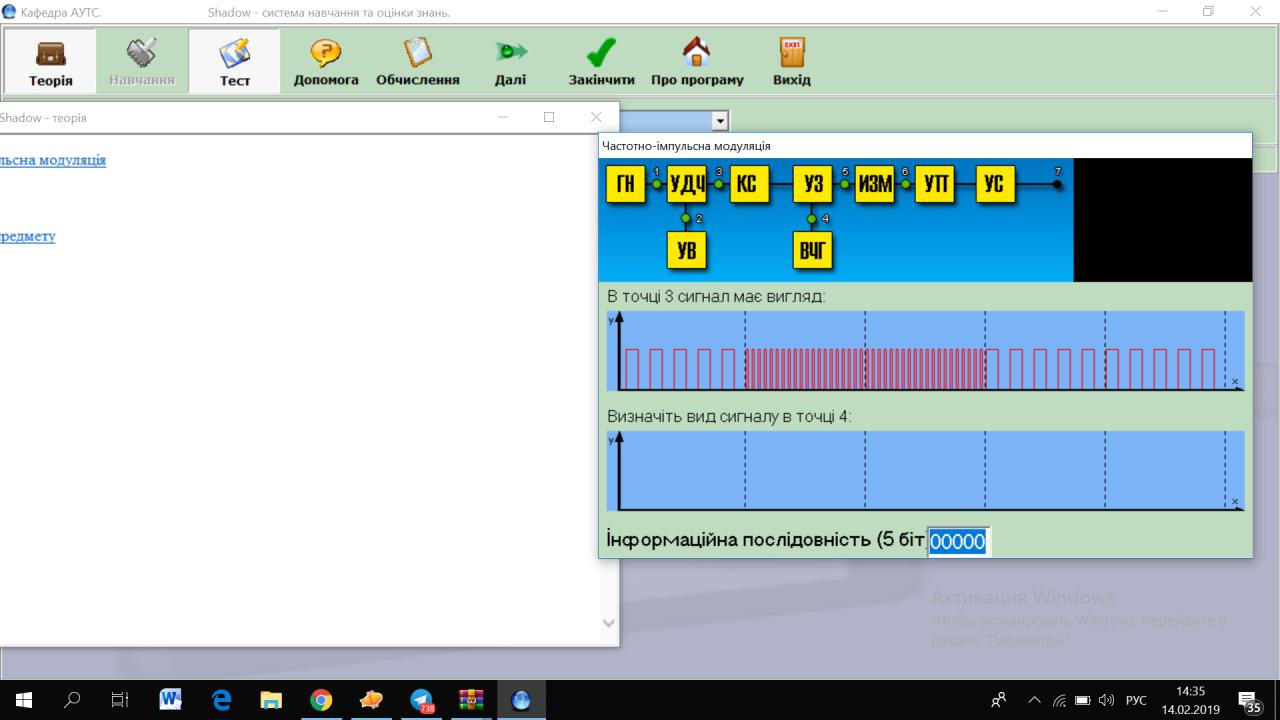 Кафедра АУТС. Shadow - система навчання та оцінки знань.
Теорія Навчання Тест Допомога Обчислення Далі Закінчити Про програму Вихід
EXIT
Shadow - теорія
льсна модуляція
редмету
Частотно-імпульсна модуляція
ГН 1 УДЧ 3 КС УЗ 5 ИЗМ 6 УП УС 7
2 4
УВ ВЧГ
В точці 3 сигнал має вигляд:
y
x
Визначіть вид сигналу в точці 4:
y
x
Інформаційна послідовність (5 біт 00000
Активация Windows
Чтобы активировать Windows, перейдите в
раздел "Параметры".
738
РУС
14:35
14.02.2019
35